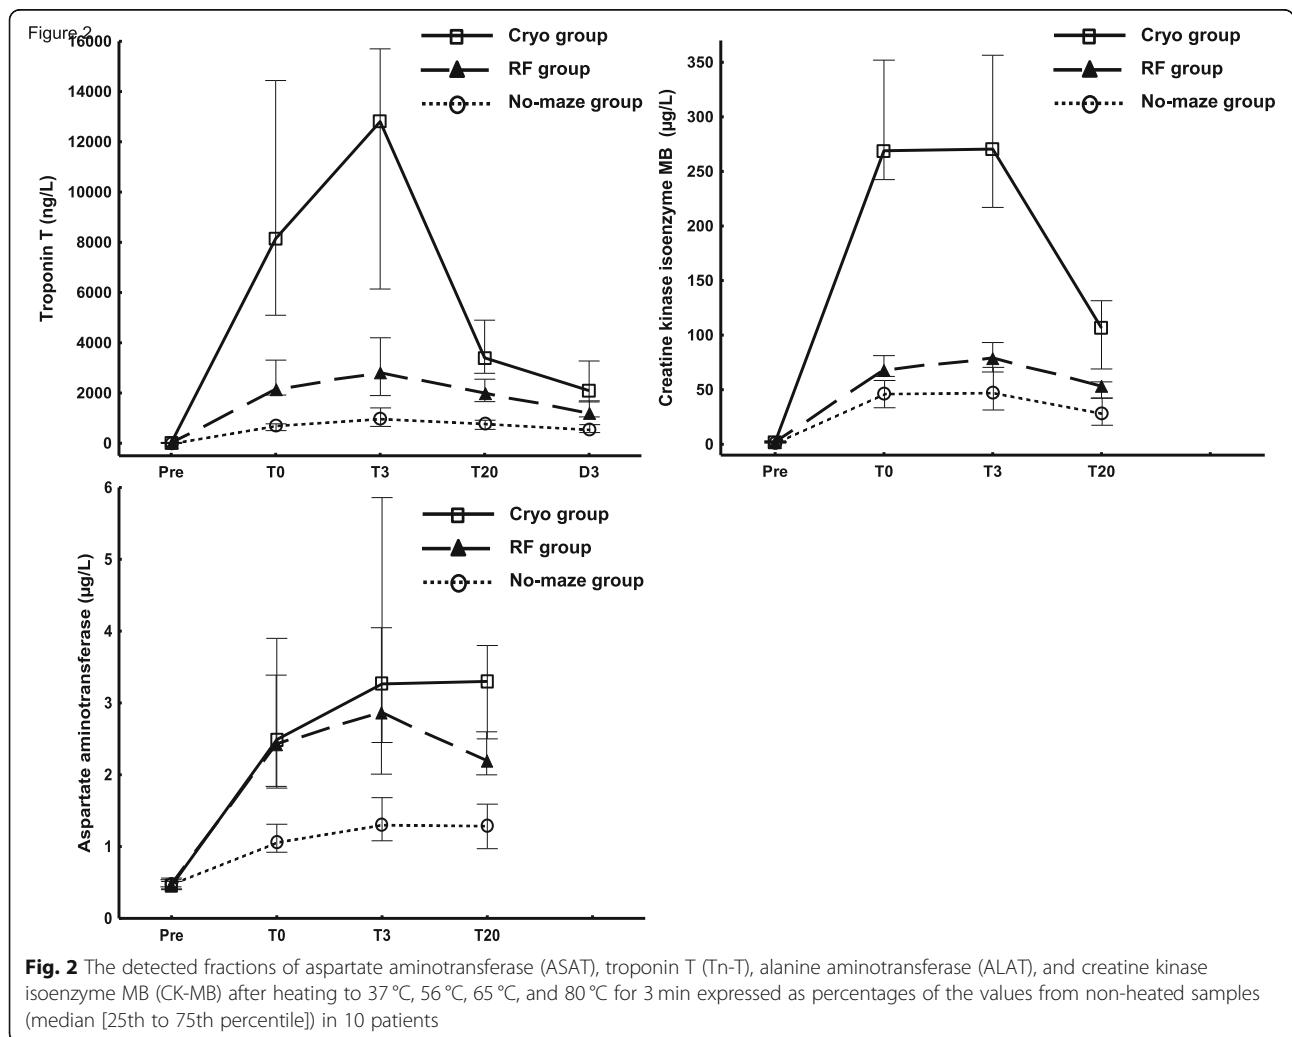 Figure 2
Cryo group
RF group
No-maze group
Troponin T (ng/L)
16000
14000
12000
10000
8000
6000
4000
2000
0
Pre T0 T3 T20 D3
Cryo group
RF group
No-maze group
Creatine kinase isoenzyme MB (µg/L)
350
300
250
200
150
100
50
0
Pre T0 T3 T20
Cryo group
RF group
No-maze group
Aspartate aminotransferase (µg/L)
6
5
4
3
2
1
0
Pre T0 T3 T20
Fig. 2 The detected fractions of aspartate aminotransferase (ASAT), troponin T (Tn-T), alanine aminotransferase (ALAT), and creatine kinase
isoenzyme MB (CK-MB) after heating to 37 °C, 56 °C, 65 °C, and 80 °C for 3 min expressed as percentages of the values from non-heated samples
(median [25th to 75th percentile]) in 10 patients